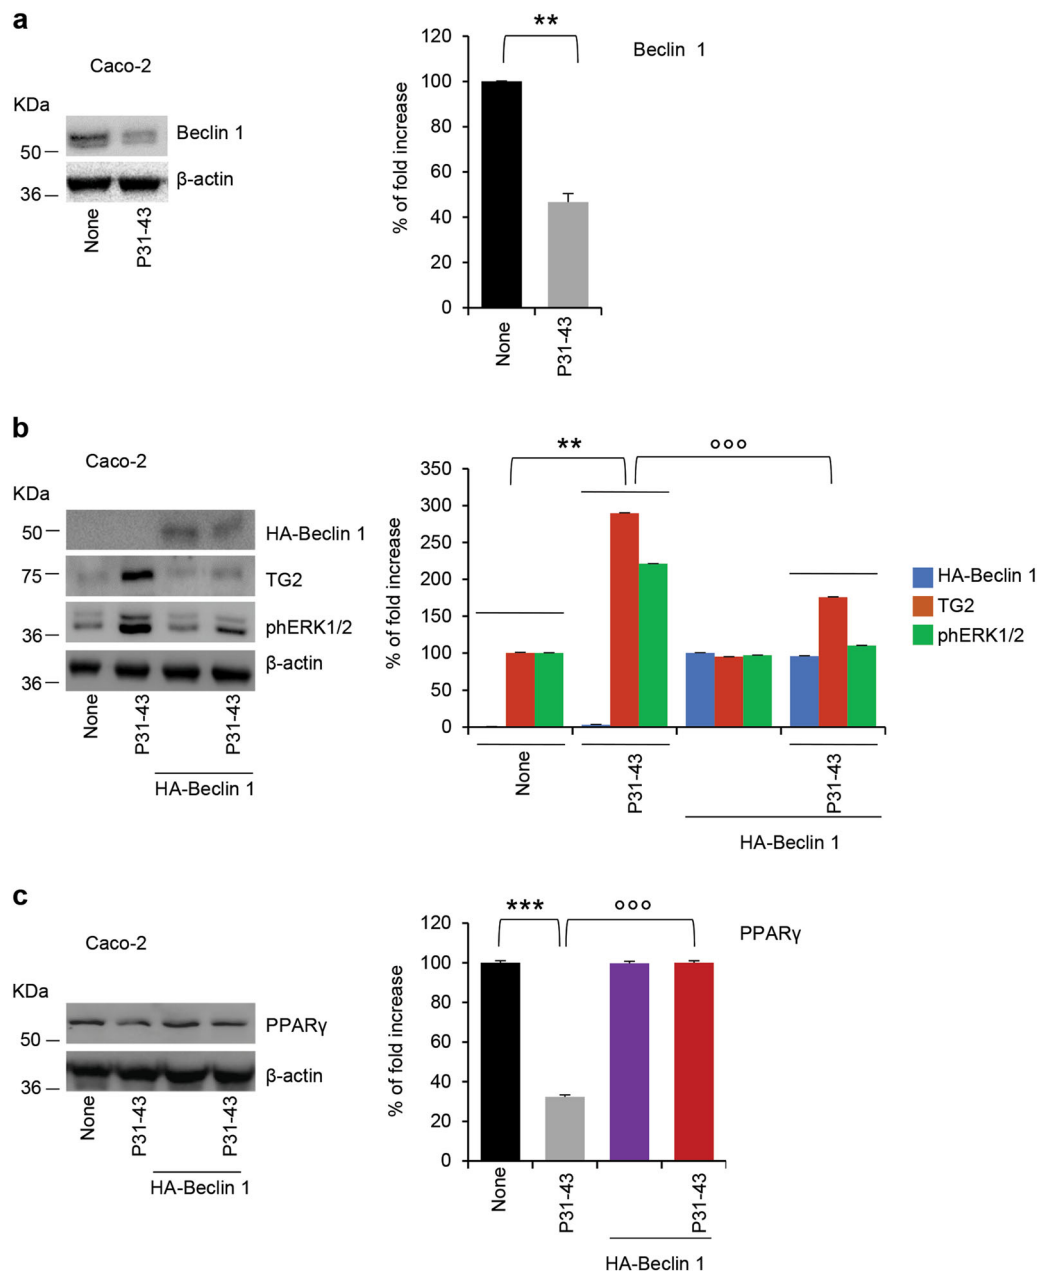 a
Caco-2
KDa
50
36
Beclin 1
β-actin
None
P31-43
**
Beclin 1
% of fold increase
120
100
80
60
40
20
0
None
P31-43
b
Caco-2
KDa
50
75
36
36
HA-Beclin 1
TG2
phERK1/2
β-actin
None
P31-43
P31-43
HA-Beclin 1
**
°°°
% of fold increase
350
300
250
200
150
100
50
0
None
P31-43
P31-43
HA-Beclin 1
HA-Beclin 1
TG2
phERK1/2
c
Caco-2
KDa
50
36
PPARγ
β-actin
None
P31-43
P31-43
HA-Beclin 1
***
°°°
PPARγ
% of fold increase
120
100
80
60
40
20
0
None
P31-43
P31-43
HA-Beclin 1